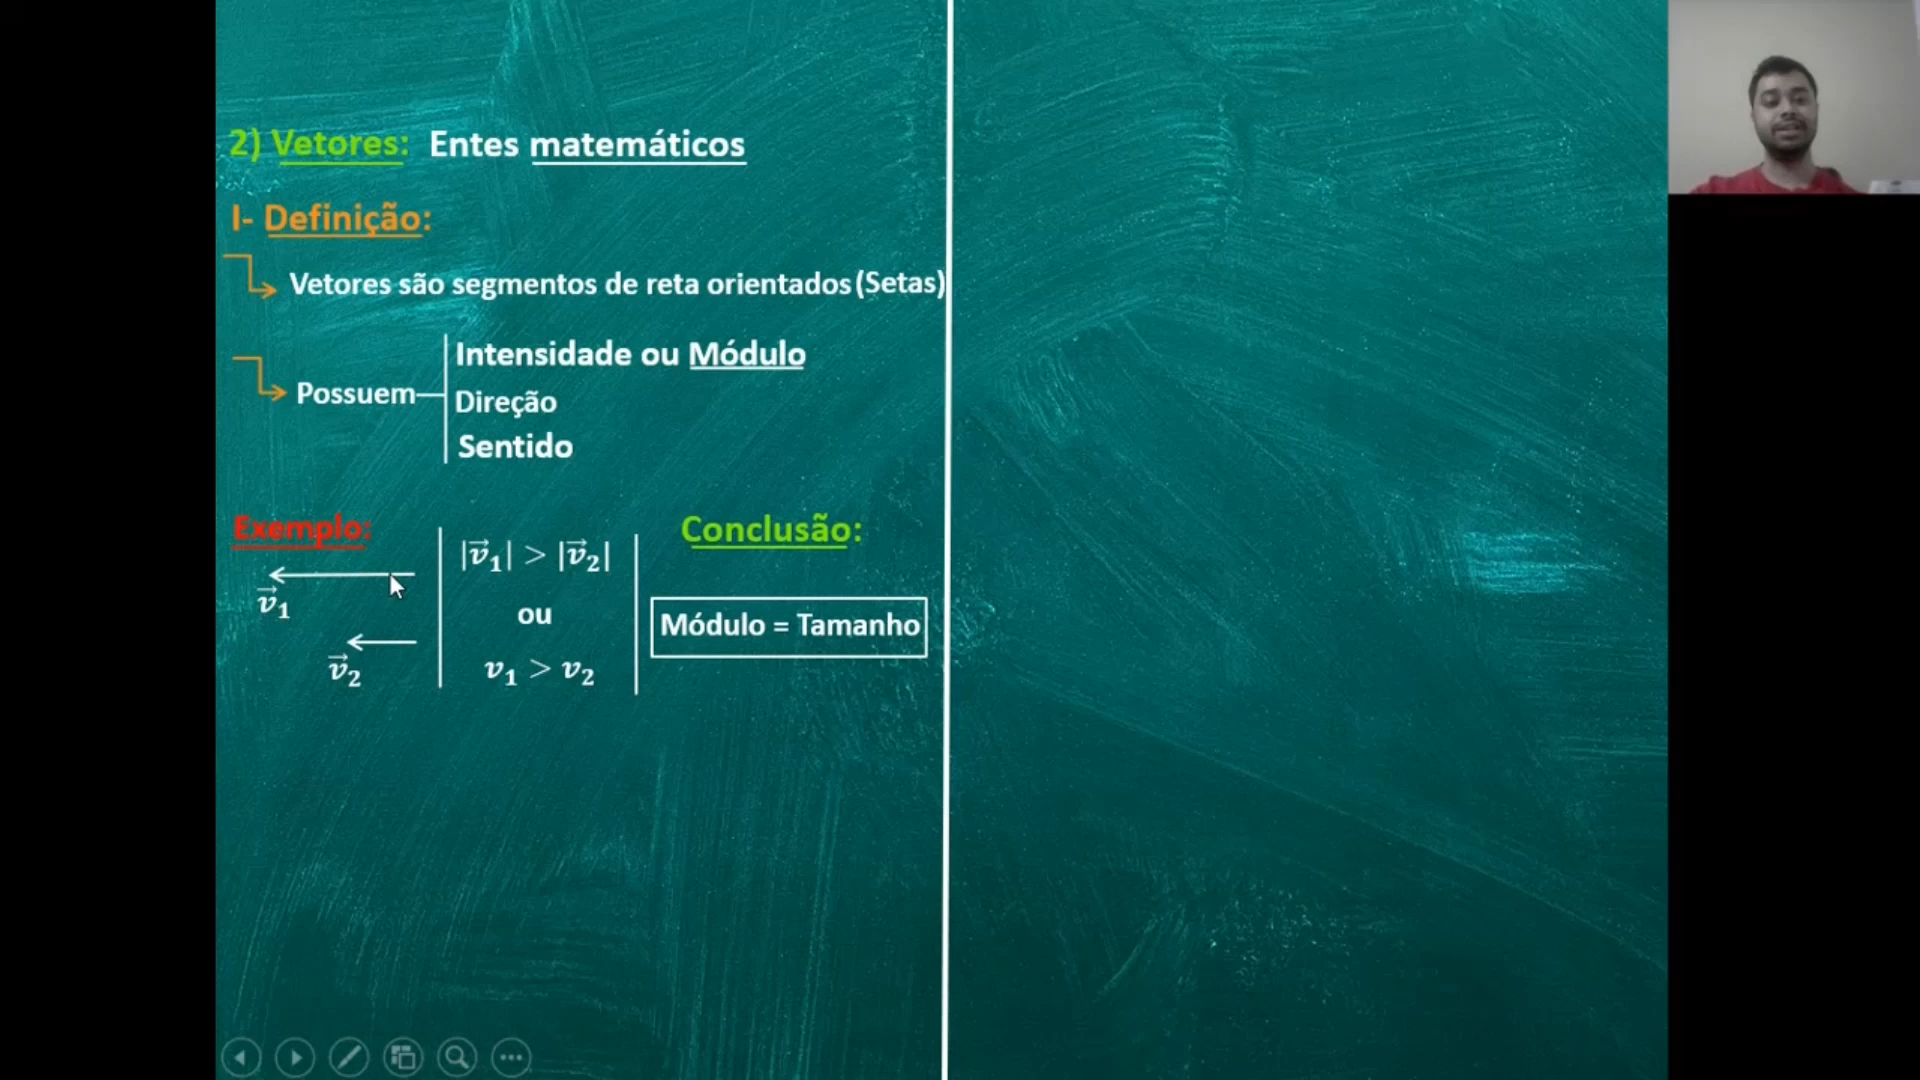 2) Vetores: Entes matemáticos
I- Definição:
Vetores são segmentos de reta orientados (Setas)
Intensidade ou Módulo
Possuem
Direção
Sentido
Exemplo:
v⃗₁
v⃗₂
|v⃗₁| > |v⃗₂|
ou
v₁ > v₂
Conclusão:
Módulo = Tamanho